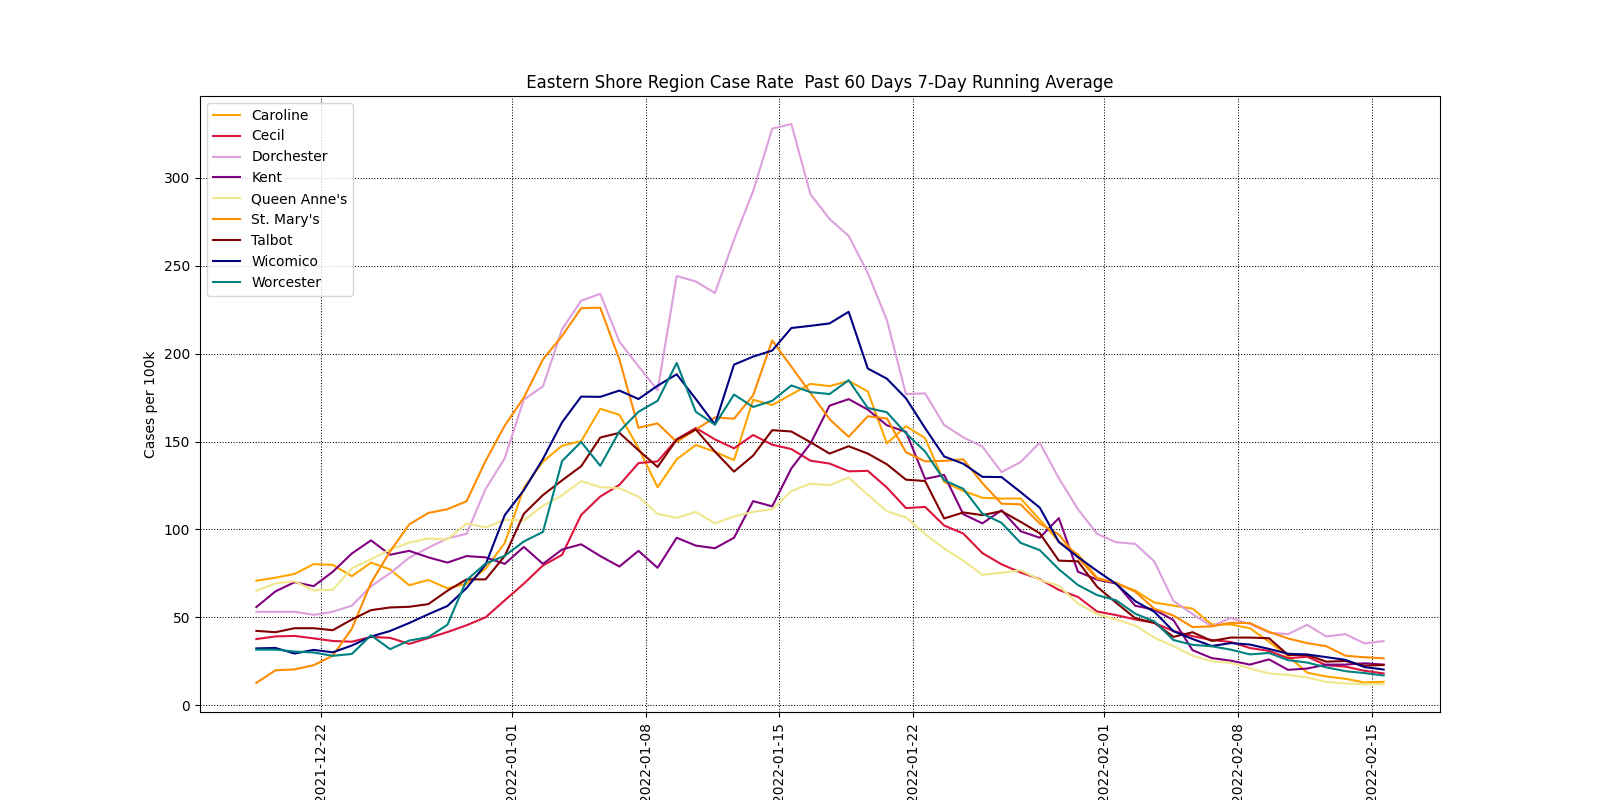 Eastern Shore Region Case Rate  Past 60 Days 7-Day Running Average
Caroline
Cecil
Dorchester
Kent
Queen Anne's
St. Mary's
Talbot
Wicomico
Worcester
Cases per 100k
300
250
200
150
100
50
0
2021-12-22
2022-01-01
2022-01-08
2022-01-15
2022-01-22
2022-02-01
2022-02-08
2022-02-15